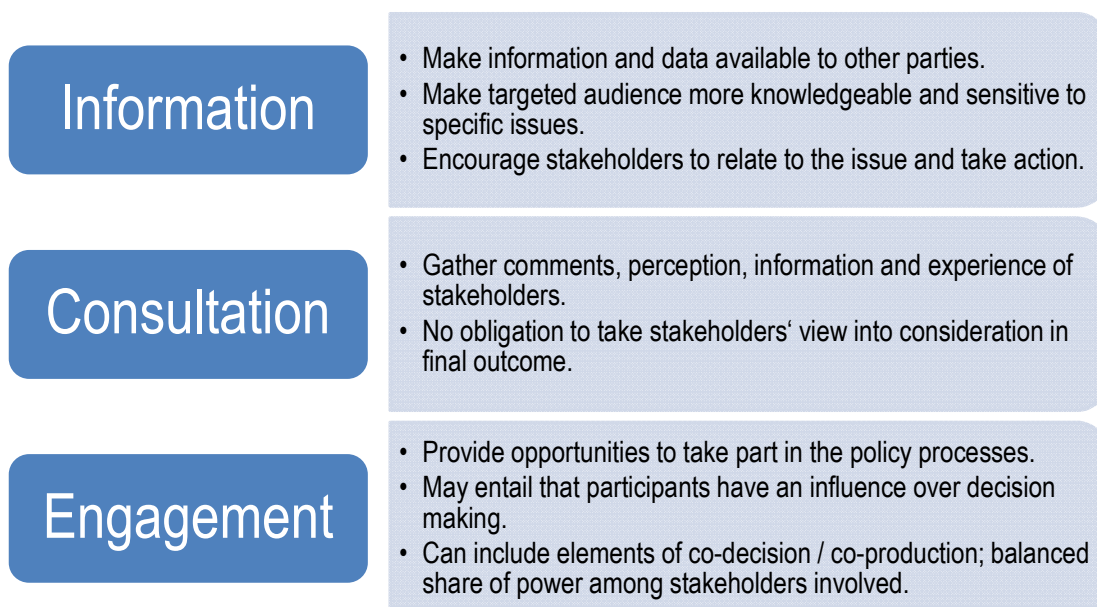 Information
• Make information and data available to other parties.
• Make targeted audience more knowledgeable and sensitive to
specific issues.
• Encourage stakeholders to relate to the issue and take action.
Consultation
• Gather comments, perception, information and experience of
stakeholders.
• No obligation to take stakeholders‘ view into consideration in
final outcome.
Engagement
• Provide opportunities to take part in the policy processes.
• May entail that participants have an influence over decision
making.
• Can include elements of co-decision / co-production; balanced
share of power among stakeholders involved.